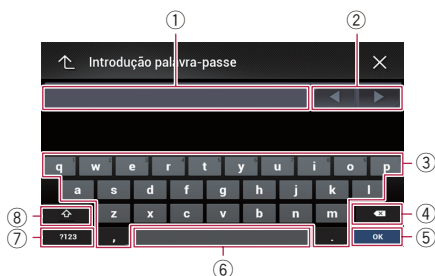 ① ②
Introdução palavra-passe
q w e r t y u i o p ③
a s d f g h j k l
⑧ z x c v b n m ④
⑦ ?123 , . OK ⑤
⑥